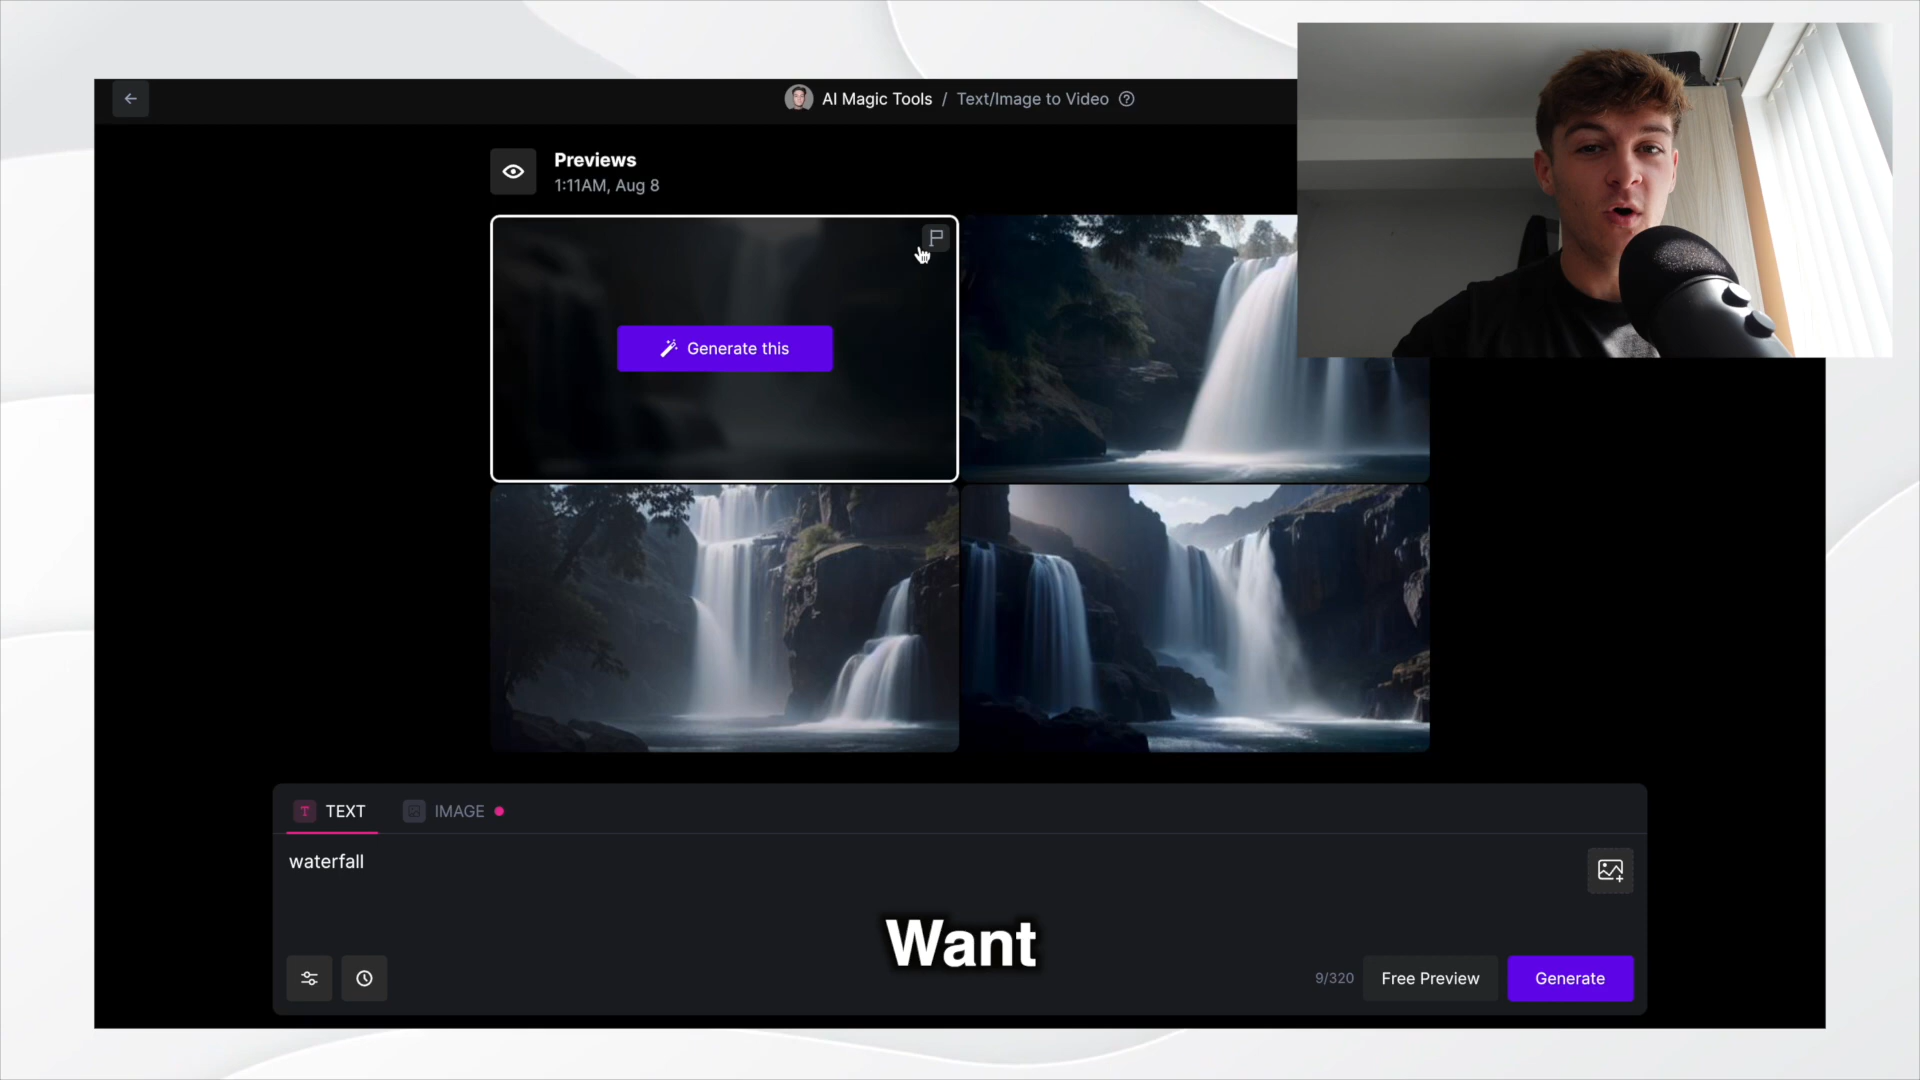 AI Magic Tools / Text/Image to Video
Previews
1:11AM, Aug 8
Generate this
T TEXT
IMAGE
waterfall
Want
9/320
Free Preview
Generate